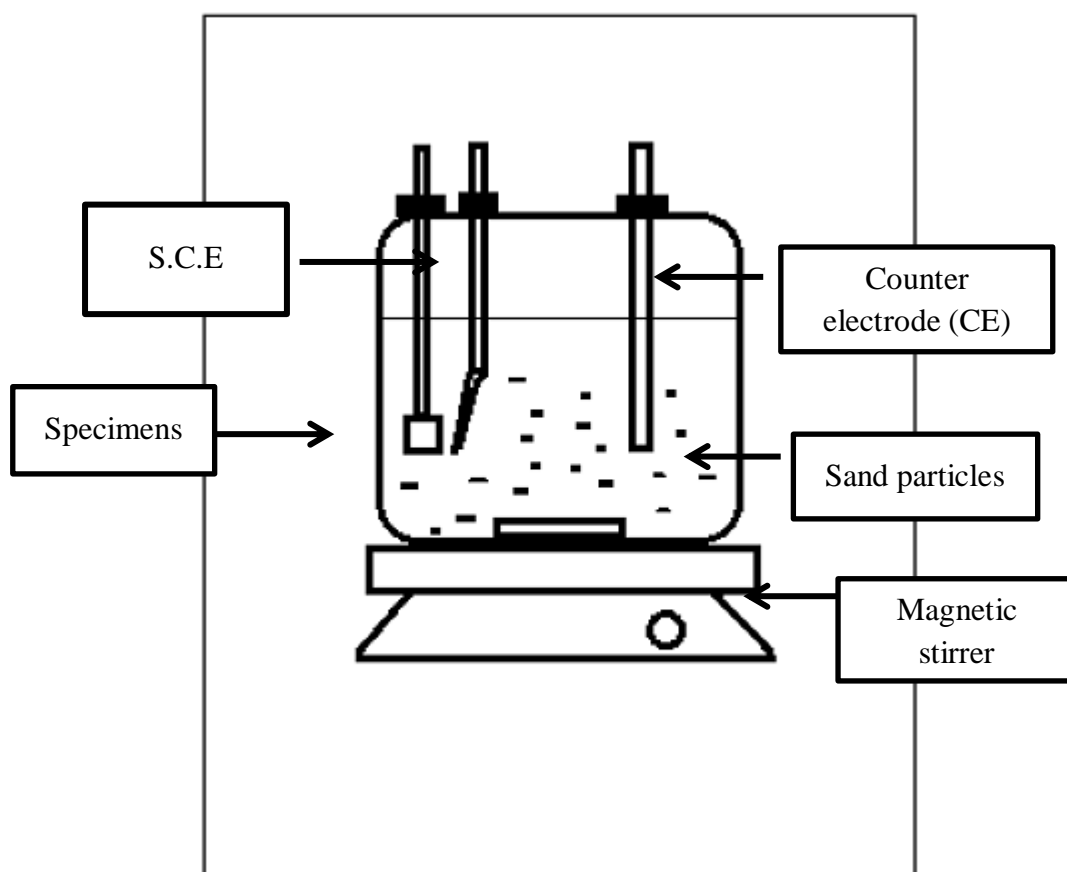 S.C.E
Counter
electrode (CE)
Specimens
Sand particles
Magnetic
stirrer